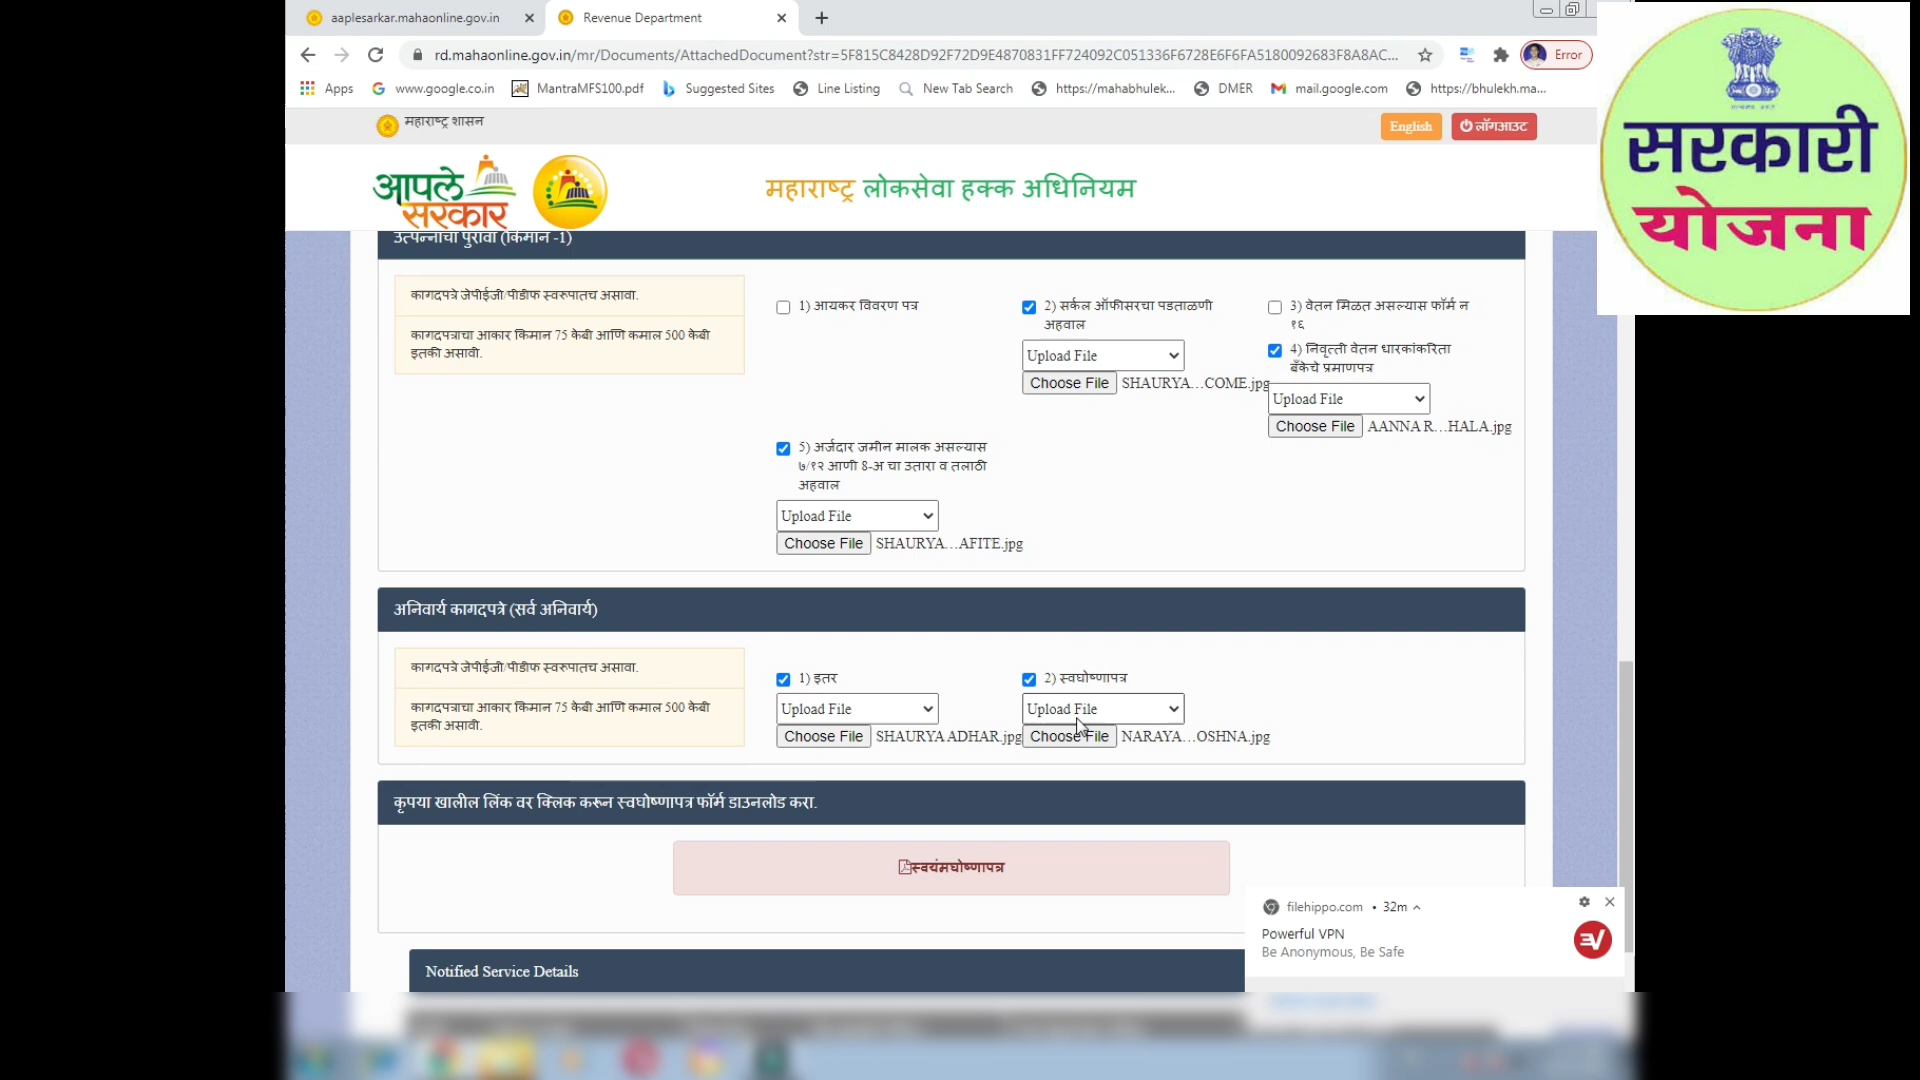 aaplesarkar.mahaonline.gov.in
Revenue Department
rd.mahaonline.gov.in/mr/Documents/AttachedDocument?str=5F815C8428D92F72D9E4870831FF724092C051336F6728E6F6FA5180092683F8A8AC...
Error
Apps
www.google.co.in
MantraMFS100.pdf
Suggested Sites
Line Listing
New Tab Search
https://mahabhulek...
DMER
mail.google.com
https://bhulekh.ma...
महाराष्ट्र शासन
English
लॉगआउट
आपले
सरकार
महाराष्ट्र लोकसेवा हक्क अधिनियम
सरकारी
योजना
उत्पन्नाचा पुरावा (किमान -1)
कागदपत्रे जेपीईजी/पीडीफ स्वरूपातच असावा.
कागदपत्राचा आकार किमान 75 केबी आणि कमाल 500 केबी
इतकी असावी.
1) आयकर विवरण पत्र
2) सर्कल ऑफीसरचा पडताळणी
अहवाल
Upload File
Choose File SHAURYA...COME.jpg
3) वेतन मिळत असल्यास फॉर्म न
१६
4) निवृत्ती वेतन धारकांकरिता
बँकेचे प्रमाणपत्र
Upload File
Choose File AANNA R...HALA.jpg
5) अर्जदार जमीन मालक असल्यास
७/१२ आणी 8-अ चा उतारा व तलाठी
अहवाल
Upload File
Choose File SHAURYA...AFITE.jpg
अनिवार्य कागदपत्रे (सर्व अनिवार्य)
कागदपत्रे जेपीईजी/पीडीफ स्वरूपातच असावा.
कागदपत्राचा आकार किमान 75 केबी आणि कमाल 500 केबी
इतकी असावी.
1) इतर
Upload File
Choose File SHAURYA ADHAR.jpg
2) स्वघोष्णापत्र
Upload File
Choose File NARAYA...OSHNA.jpg
कृपया खालील लिंक वर क्लिक करून स्वघोष्णापत्र फॉर्म डाउनलोड करा.
स्वयंमघोष्णापत्र
filehippo.com • 32m
Powerful VPN
Be Anonymous, Be Safe
Notified Service Details